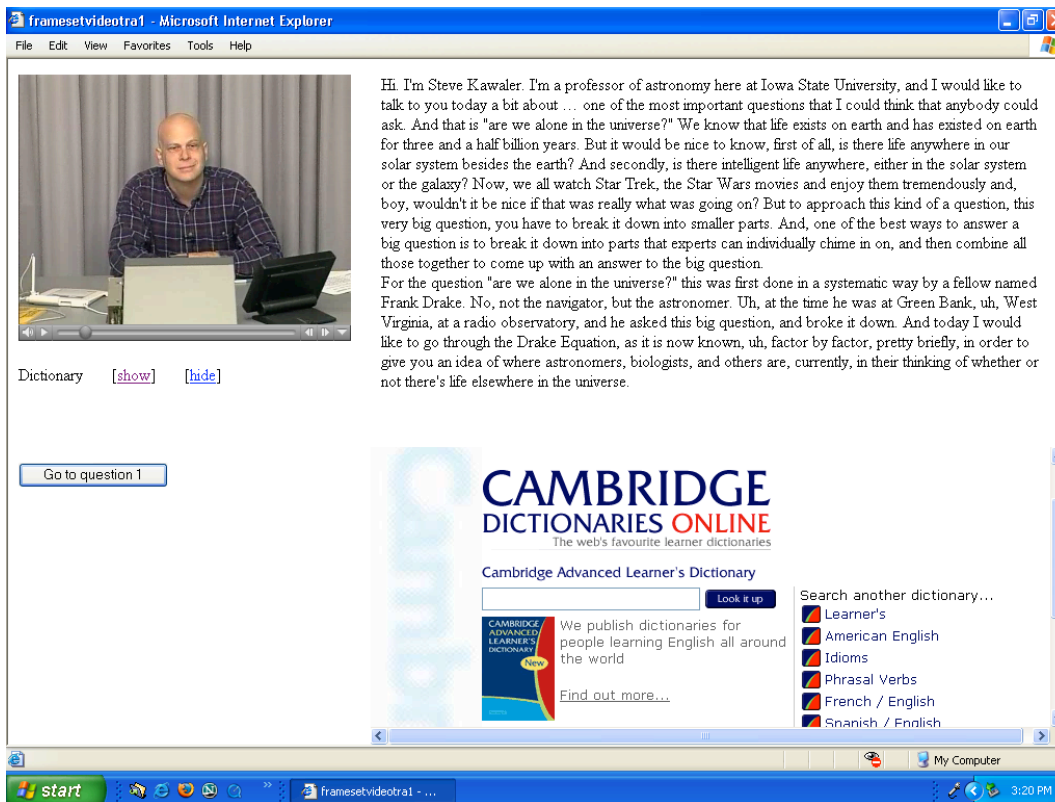 framesetvideotra1 - Microsoft Internet Explorer
File Edit View Favorites Tools Help
Hi. I'm Steve Kawaler. I'm a professor of astronomy here at Iowa State University, and I would like to
talk to you today a bit about … one of the most important questions that I could think that anybody could
ask. And that is "are we alone in the universe?" We know that life exists on earth and has existed on earth
for three and a half billion years. But it would be nice to know, first of all, is there life anywhere in our
solar system besides the earth? And secondly, is there intelligent life anywhere, either in the solar system
or the galaxy? Now, we all watch Star Trek, the Star Wars movies and enjoy them tremendously and,
boy, wouldn't it be nice if that was really what was going on? But to approach this kind of a question, this
very big question, you have to break it down into smaller parts. And, one of the best ways to answer a
big question is to break it down into parts that experts can individually chime in on, and then combine all
those together to come up with an answer to the big question.
For the question "are we alone in the universe?" this was first done in a systematic way by a fellow named
Frank Drake. No, not the navigator, but the astronomer. Uh, at the time he was at Green Bank, uh, West
Virginia, at a radio observatory, and he asked this big question, and broke it down. And today I would
like to go through the Drake Equation, as it is now known, uh, factor by factor, pretty briefly, in order to
give you an idea of where astronomers, biologists, and others are, currently, in their thinking of whether or
not there's life elsewhere in the universe.
Dictionary [show] [hide]
Go to question 1
Cambr
CAMBRIDGE
DICTIONARIES ONLINE
The web's favourite learner dictionaries
Cambridge Advanced Learner's Dictionary
Look it up
CAMBRIDGE
ADVANCED
LEARNER'S
DICTIONARY
New
We publish dictionaries for
people learning English all around
the world
Find out more...
Search another dictionary...
Learner's
American English
Idioms
Phrasal Verbs
French / English
Spanish / English
My Computer
start
framesetvideotra1 - ...
3:20 PM